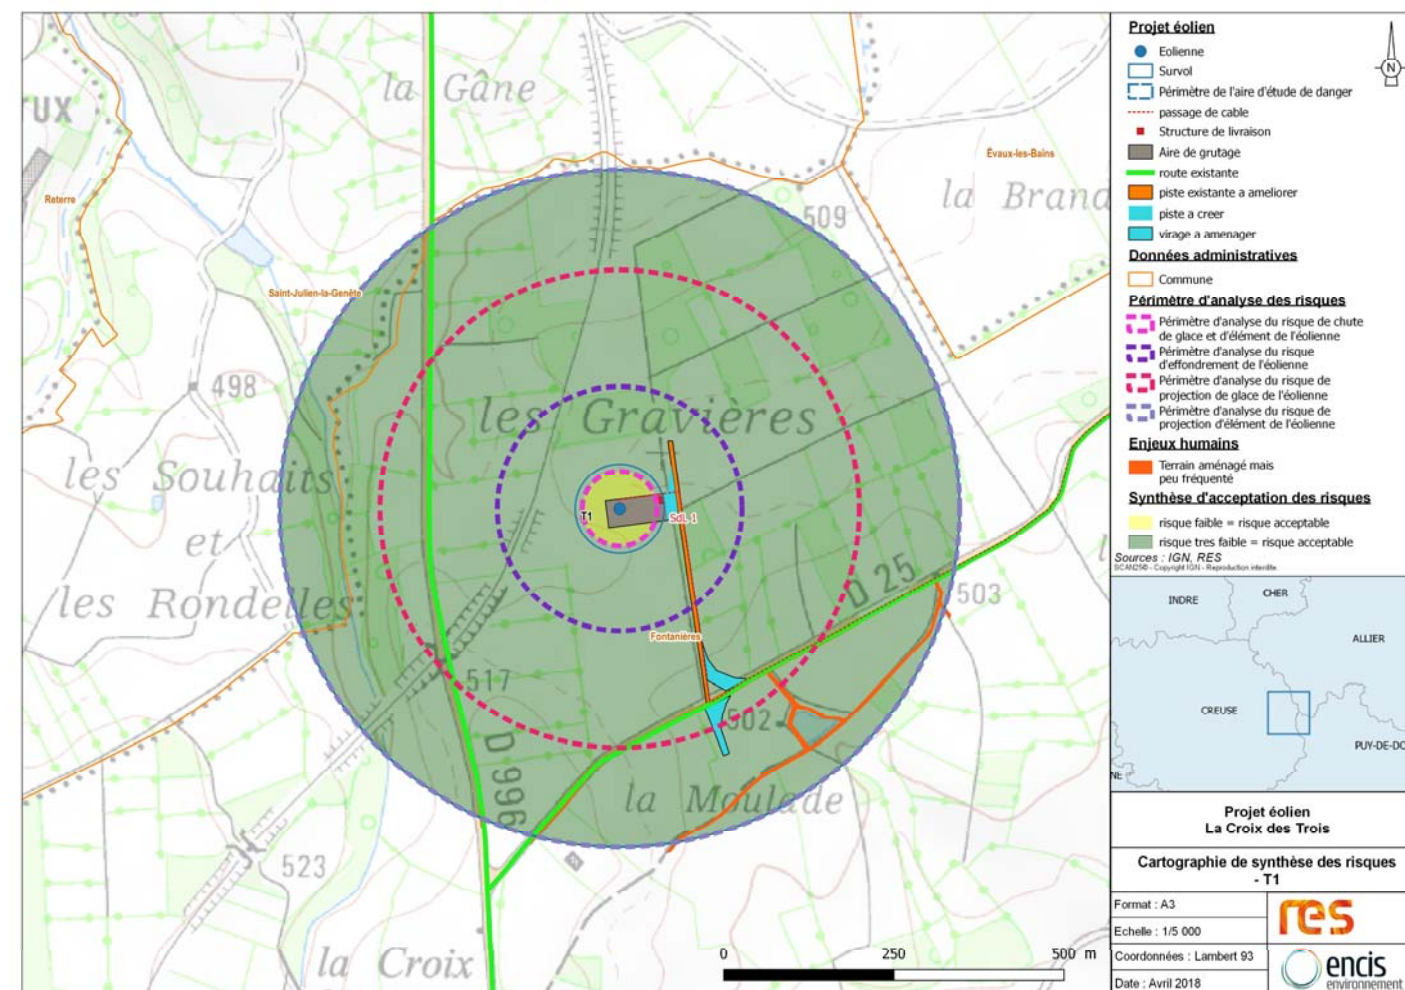 la Gâne
UX
Reterre
Évaux-les-Bains
la Brand
509
Saint-Julien-la-Genête
498
les Gravières
les Souhaits
et
les Rondelles
T1
SdL 1
D 25
503
Fontanières
517
502
D 996
la Moulade
523
la Croix
0 250 500 m
Projet éolien
Eolienne
Survol
Périmètre de l'aire d'étude de danger
passage de cable
Structure de livraison
Aire de grutage
route existante
piste existante a ameliorer
piste a creer
virage a amenager
N
Données administratives
Commune
Périmètre d'analyse des risques
Périmètre d'analyse du risque de chute
de glace et d'élément de l'éolienne
Périmètre d'analyse du risque
d'effondrement de l'éolienne
Périmètre d'analyse du risque de
projection de glace de l'éolienne
Périmètre d'analyse du risque de
projection d'élément de l'éolienne
Enjeux humains
Terrain aménagé mais
peu fréquenté
Synthèse d'acceptation des risques
risque faible = risque acceptable
risque tres faible = risque acceptable
Sources : IGN, RES
SCAN25® - Copyright IGN - Reproduction interdite
INDRE
CHER
ALLIER
CREUSE
PUY-DE-DO
NE
Projet éolien
La Croix des Trois
Cartographie de synthèse des risques
- T1
Format : A3
Echelle : 1/5 000
Coordonnées : Lambert 93
Date : Avril 2018
res
encis
environnement